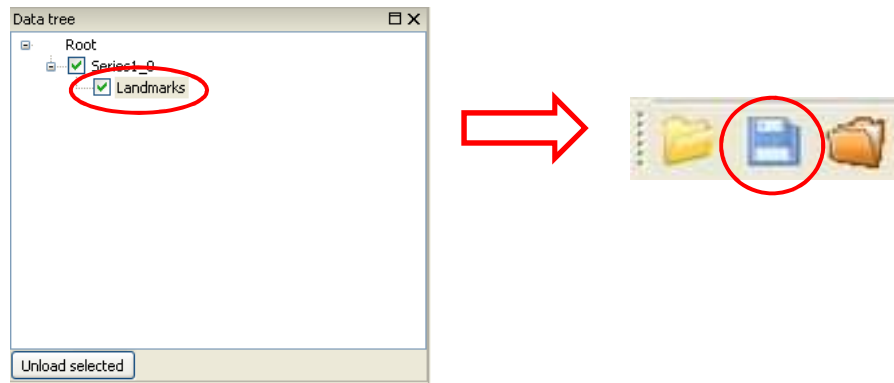 Data tree
Root
Series1_0
Landmarks
Unload selected